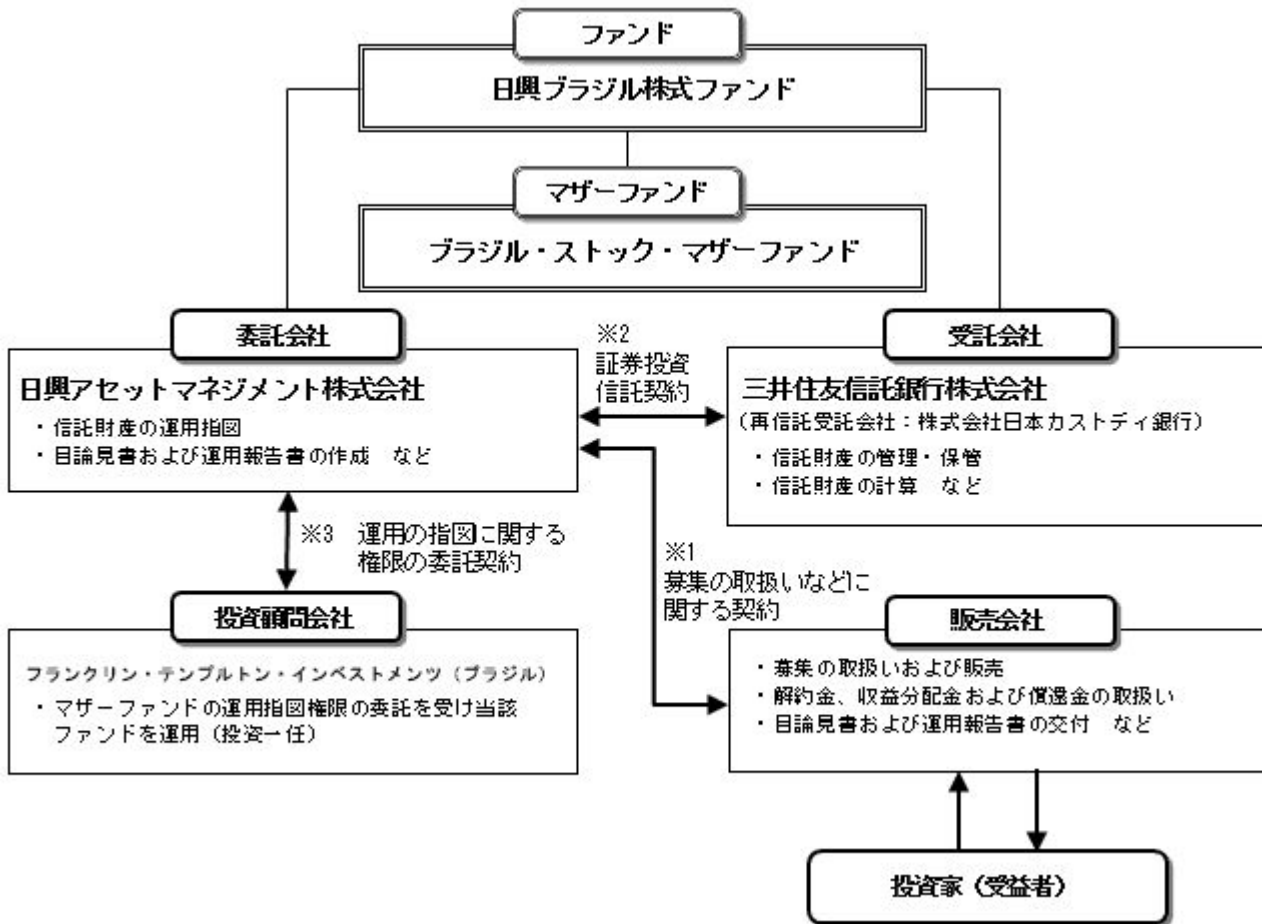 ファンド
日興ブラジル株式ファンド
マザーファンド
ブラジル・ストック・マザーファンド
委託会社
日興アセットマネジメント株式会社
・信託財産の運用指図
・目論見書および運用報告書の作成　など
※2
証券投資
信託契約
受託会社
三井住友信託銀行株式会社
（再信託受託会社：株式会社日本カストディ銀行）
・信託財産の管理・保管
・信託財産の計算　など
※3　運用の指図に関する
権限の委託契約
※1
募集の取扱いなどに
関する契約
投資顧問会社
フランクリン・テンプルトン・インベストメンツ（ブラジル）
・マザーファンドの運用指図権限の委託を受け当該
ファンドを運用（投資一任）
販売会社
・募集の取扱いおよび販売
・解約金、収益分配金および償還金の取扱い
・目論見書および運用報告書の交付　など
投資家（受益者）